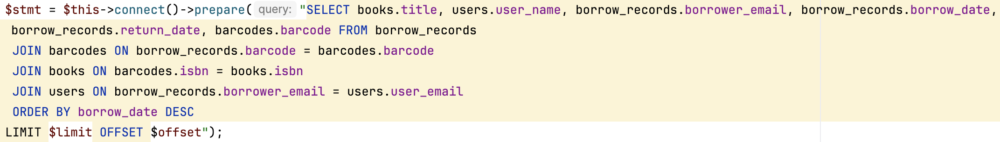 $stmt = $this->connect()->prepare( query: "SELECT books.title, users.user_name, borrow_records.borrower_email, borrow_records.borrow_date,
borrow_records.return_date, barcodes.barcode FROM borrow_records
JOIN barcodes ON borrow_records.barcode = barcodes.barcode
JOIN books ON barcodes.isbn = books.isbn
JOIN users ON borrow_records.borrower_email = users.user_email
ORDER BY borrow_date DESC
LIMIT $limit OFFSET $offset");